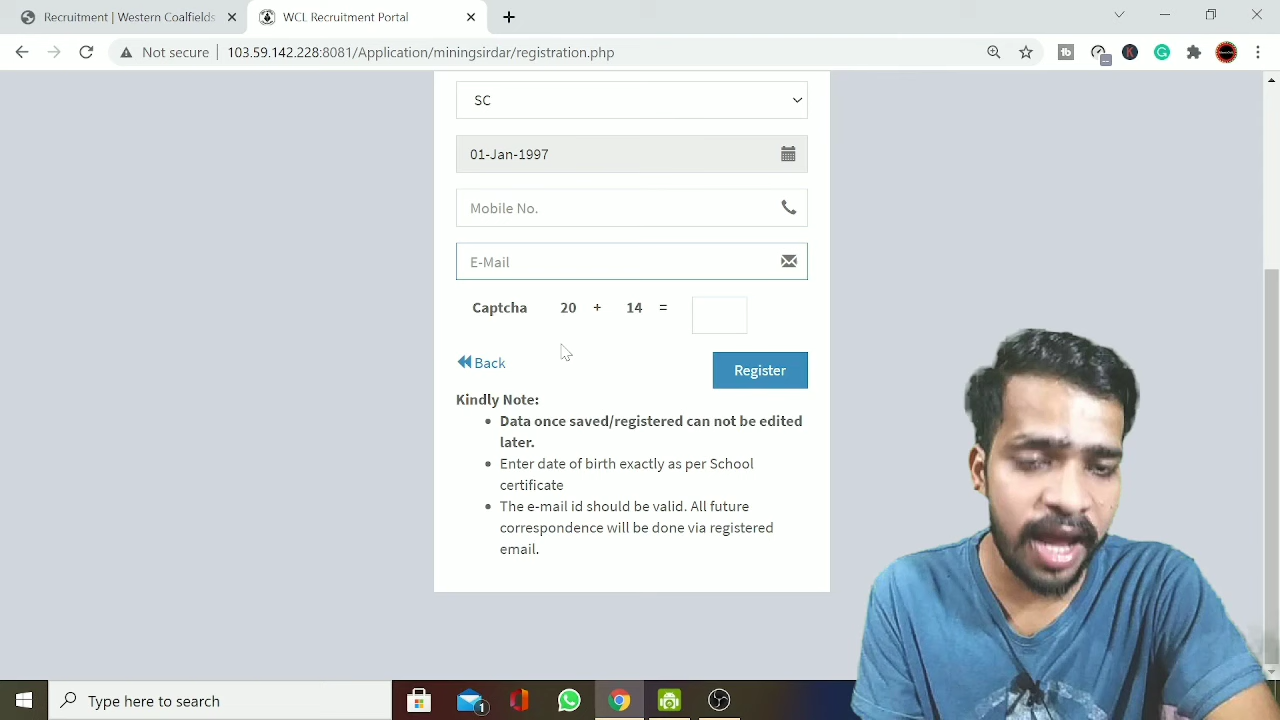 Recruitment | Western Coalfields
WCL Recruitment Portal
Not secure
103.59.142.228:8081/Application/miningsirdar/registration.php
SC
01-Jan-1997
Mobile No.
E-Mail
Captcha 20 + 14 =
Back
Register
Kindly Note:
Data once saved/registered can not be edited
later.
Enter date of birth exactly as per School
certificate
The e-mail id should be valid. All future
correspondence will be done via registered
email.
Type here to search
1